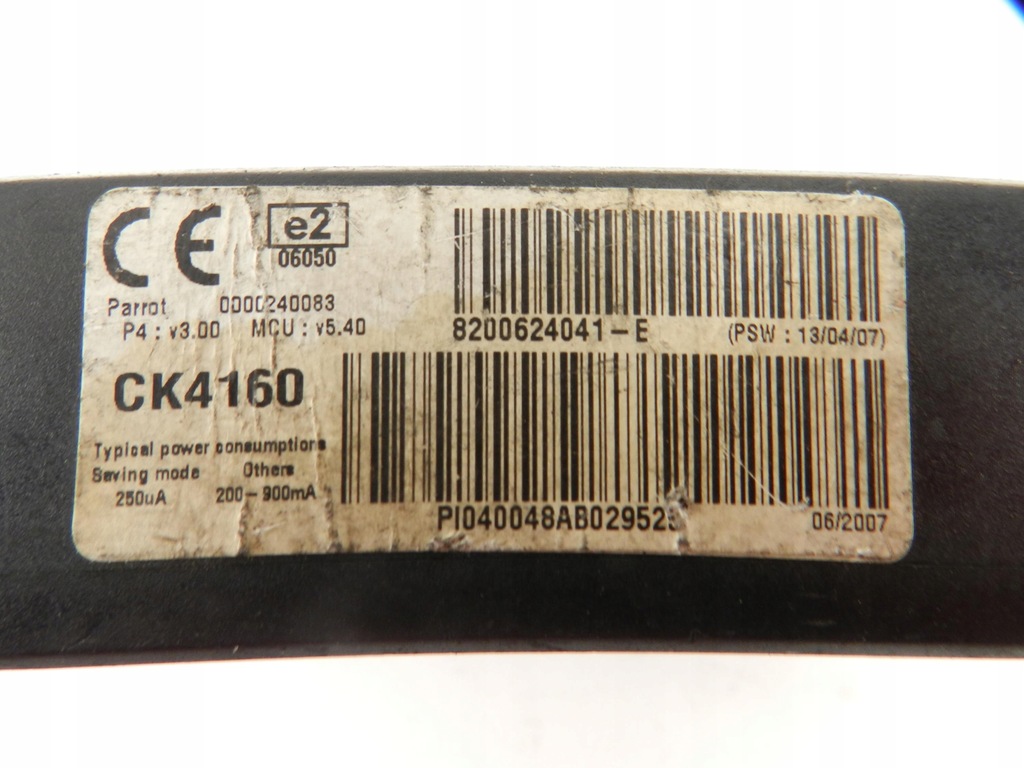 CE e2
06050
Parrot 0000240083
P4 : v3.00 MCU : v5.40
8200624041-E (PSW : 13/04/07)
CK4160
Typical power consumptions
Saving mode Others
250uA 200-900mA
06/2007